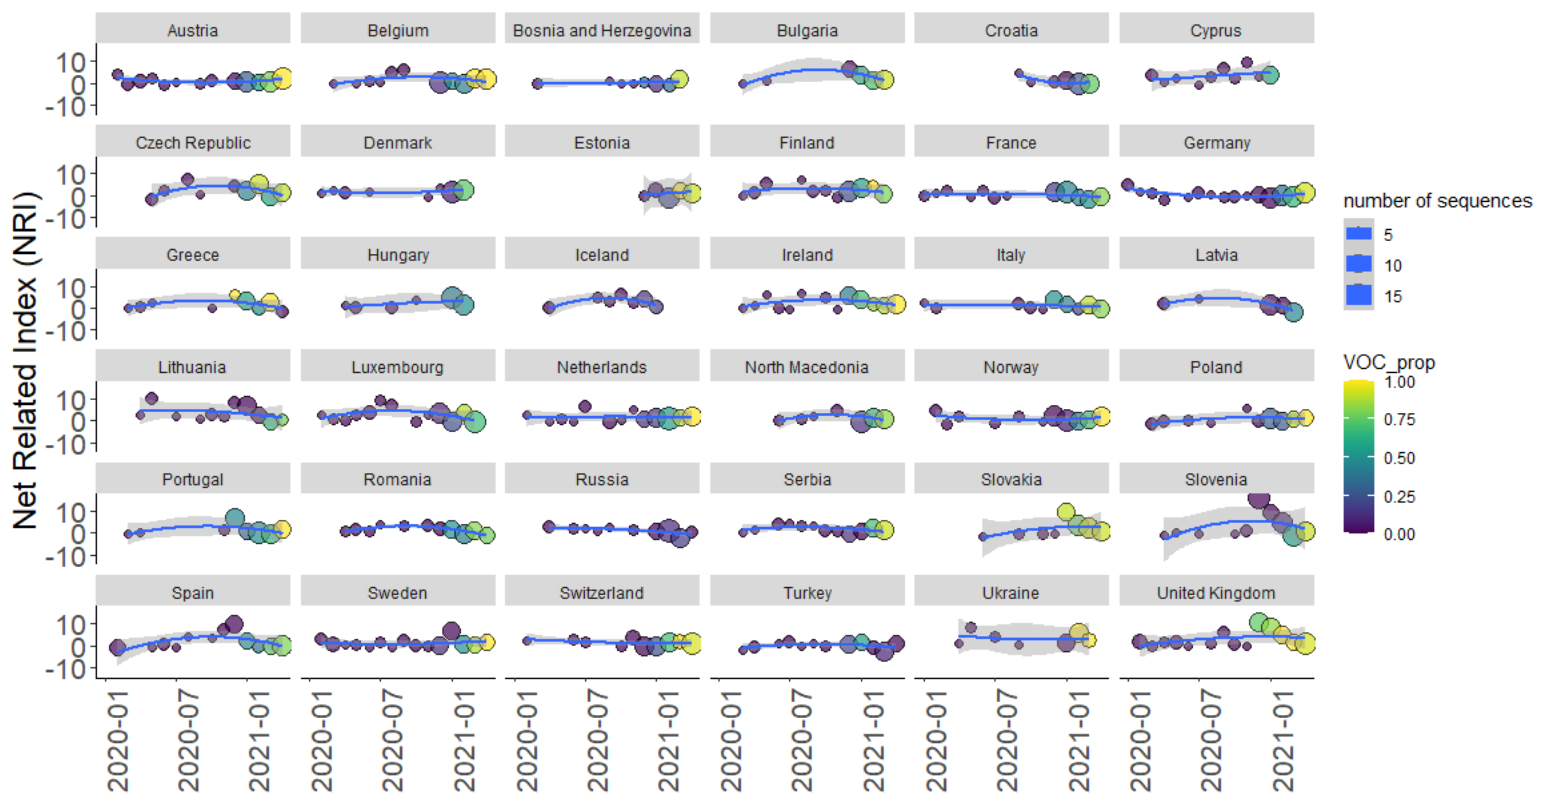 Austria Belgium Bosnia and Herzegovina Bulgaria Croatia Cyprus
10
0
-10
Czech Republic Denmark Estonia Finland France Germany
10
0
-10
Greece Hungary Iceland Ireland Italy Latvia
10
0
-10
Lithuania Luxembourg Netherlands North Macedonia Norway Poland
10
0
-10
Portugal Romania Russia Serbia Slovakia Slovenia
10
0
-10
Spain Sweden Switzerland Turkey Ukraine United Kingdom
10
0
-10
2020-01 2020-07 2021-01 2020-01 2020-07 2021-01 2020-01 2020-07 2021-01 2020-01 2020-07 2021-01 2020-01 2020-07 2021-01 2020-01 2020-07 2021-01
Net Related Index (NRI)
number of sequences
5
10
15
VOC_prop
1.00
0.75
0.50
0.25
0.00